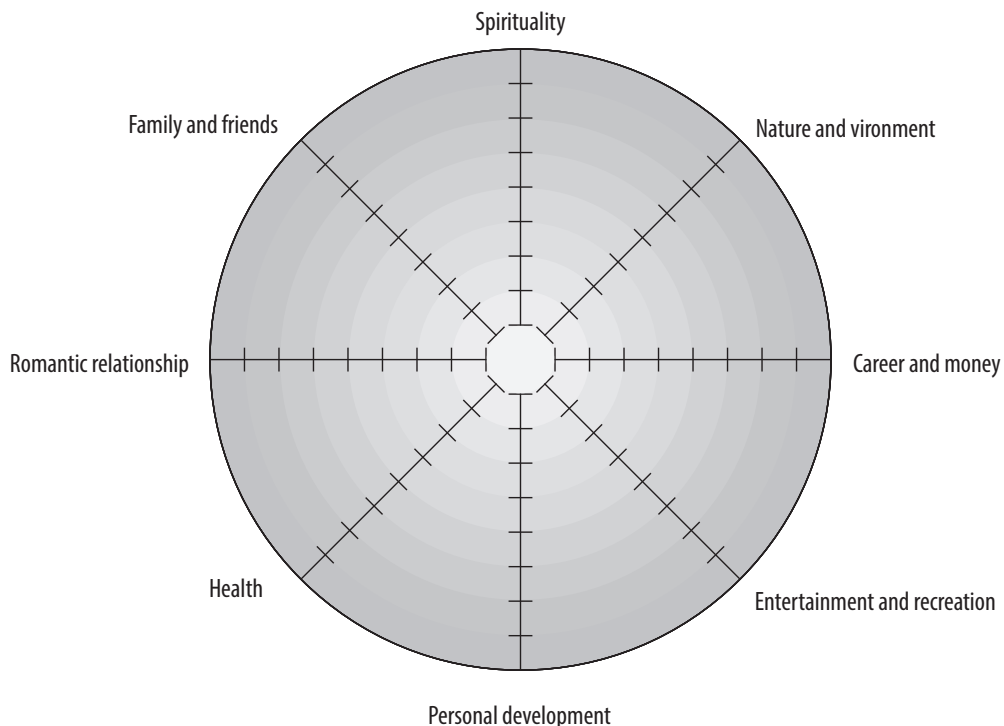 Spirituality
Family and friends
Nature and vironment
Romantic relationship
Career and money
Health
Entertainment and recreation
Personal development